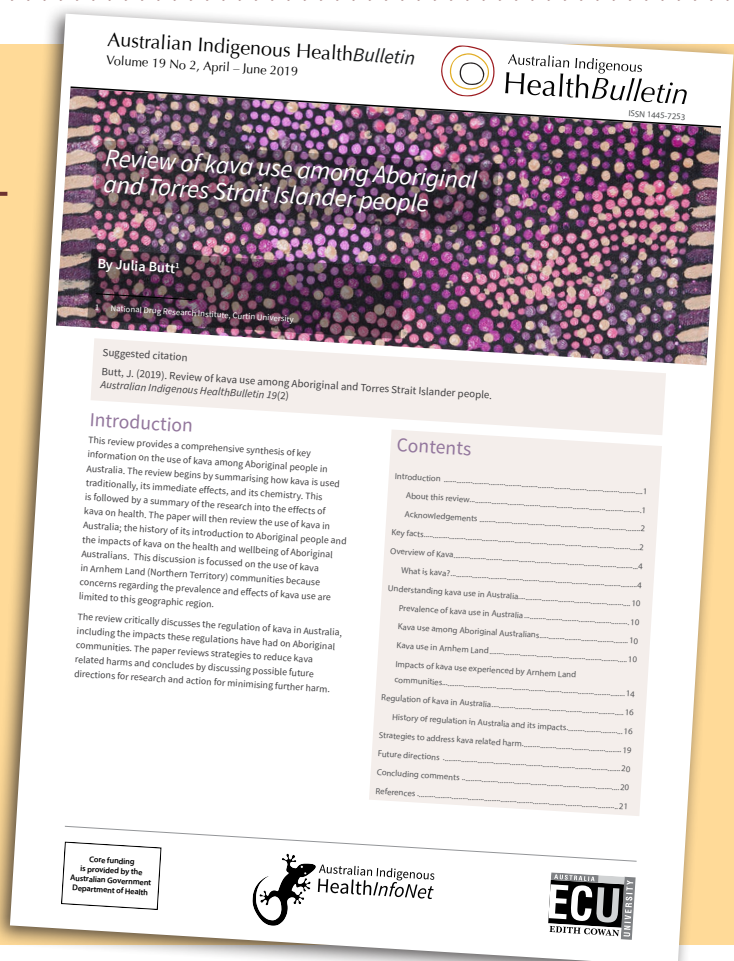 Australian Indigenous HealthBulletin
Volume 19 No 2, April – June 2019
Australian Indigenous
HealthBulletin
ISSN 1445-7253
Review of kava use among Aboriginal
and Torres Strait Islander people
By Julia Butt1
1 National Drug Research Institute, Curtin University
Suggested citation
Butt, J. (2019). Review of kava use among Aboriginal and Torres Strait Islander people.
Australian Indigenous HealthBulletin 19(2)
Introduction
This review provides a comprehensive synthesis of key
information on the use of kava among Aboriginal people in
Australia. The review begins by summarising how kava is used
traditionally, its immediate effects, and its chemistry. This
is followed by a summary of the research into the effects of
kava on health. The paper will then review the use of kava in
Australia; the history of its introduction to Aboriginal people and
the impacts of kava on the health and wellbeing of Aboriginal
Australians. This discussion is focussed on the use of kava
in Arnhem Land (Northern Territory) communities because
concerns regarding the prevalence and effects of kava use are
limited to this geographic region.
The review critically discusses the regulation of kava in Australia,
including the impacts these regulations have had on Aboriginal
communities. The paper reviews strategies to reduce kava
related harms and concludes by discussing possible future
directions for research and action for minimising further harm.
Contents
Introduction ........................1
About this review........................1
Acknowledgements ........................2
Key facts........................2
Overview of Kava........................4
What is kava?........................4
Understanding kava use in Australia........................10
Prevalence of kava use in Australia........................10
Kava use among Aboriginal Australians........................10
Kava use in Arnhem Land........................10
Impacts of kava use experienced by Arnhem Land
communities........................14
Regulation of kava in Australia........................16
History of regulation in Australia and its impacts........................16
Strategies to address kava related harm........................19
Future directions ........................20
Concluding comments ........................20
References ........................21
Core funding
is provided by the
Australian Government
Department of Health
Australian Indigenous
HealthInfoNet
AUSTRALIA
ECU
UNIVERSITY
EDITH COWAN